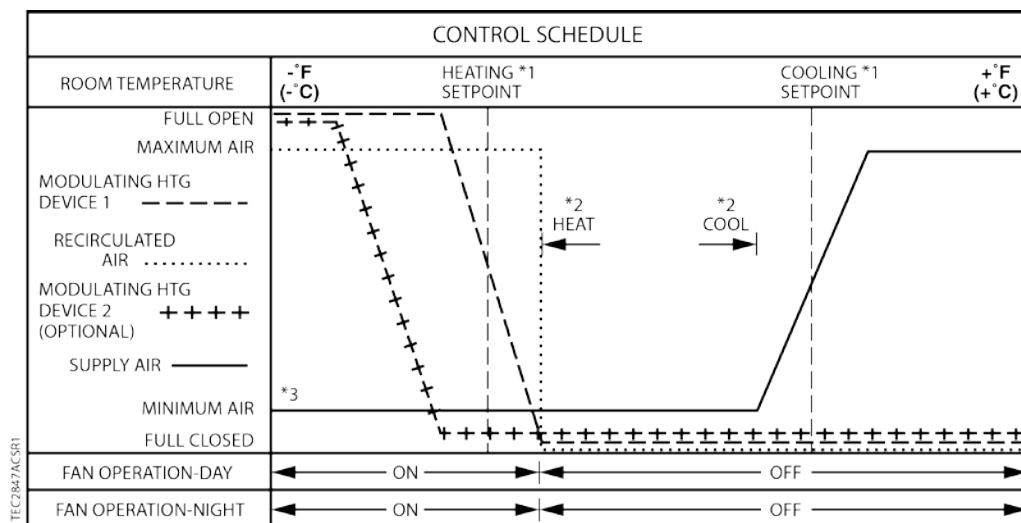 CONTROL SCHEDULE
ROOM TEMPERATURE
-°F
(-°C)
HEATING *1
SETPOINT
COOLING *1
SETPOINT
+°F
(+°C)
FULL OPEN
MAXIMUM AIR
MODULATING HTG
DEVICE 1
RECIRCULATED
AIR
MODULATING HTG
DEVICE 2
(OPTIONAL)
SUPPLY AIR
MINIMUM AIR
FULL CLOSED
*2
HEAT
*2
COOL
*3
FAN OPERATION-DAY
ON
OFF
FAN OPERATION-NIGHT
ON
OFF
TEC2847ACSR1